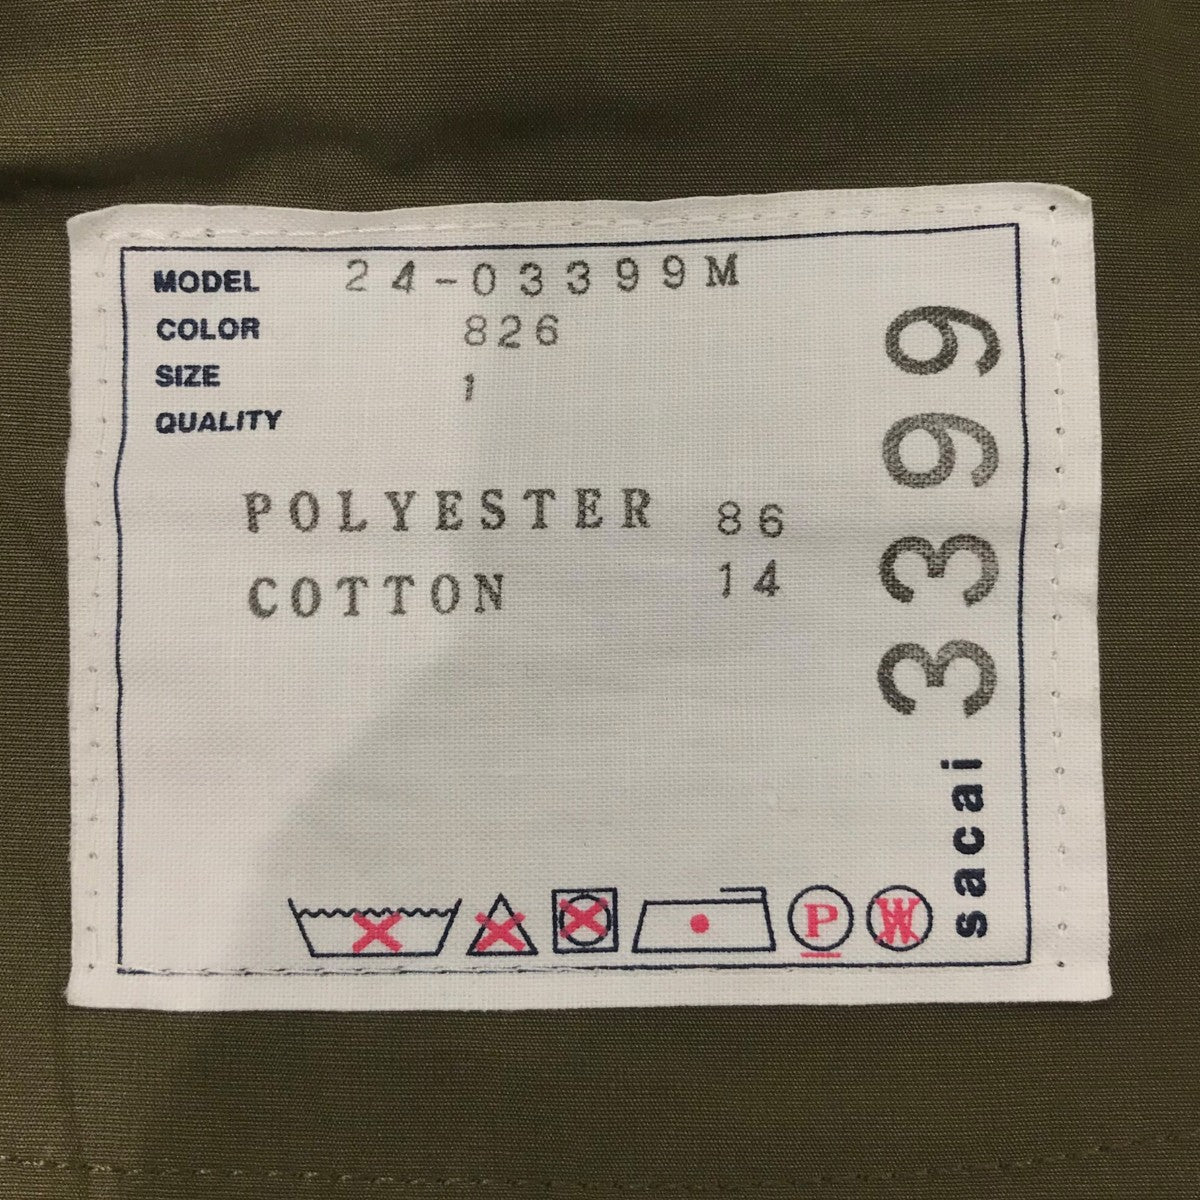 MODEL 24-03399M
COLOR 826
SIZE 1
QUALITY
POLYESTER 86
COTTON 14
P W
sacai 3399